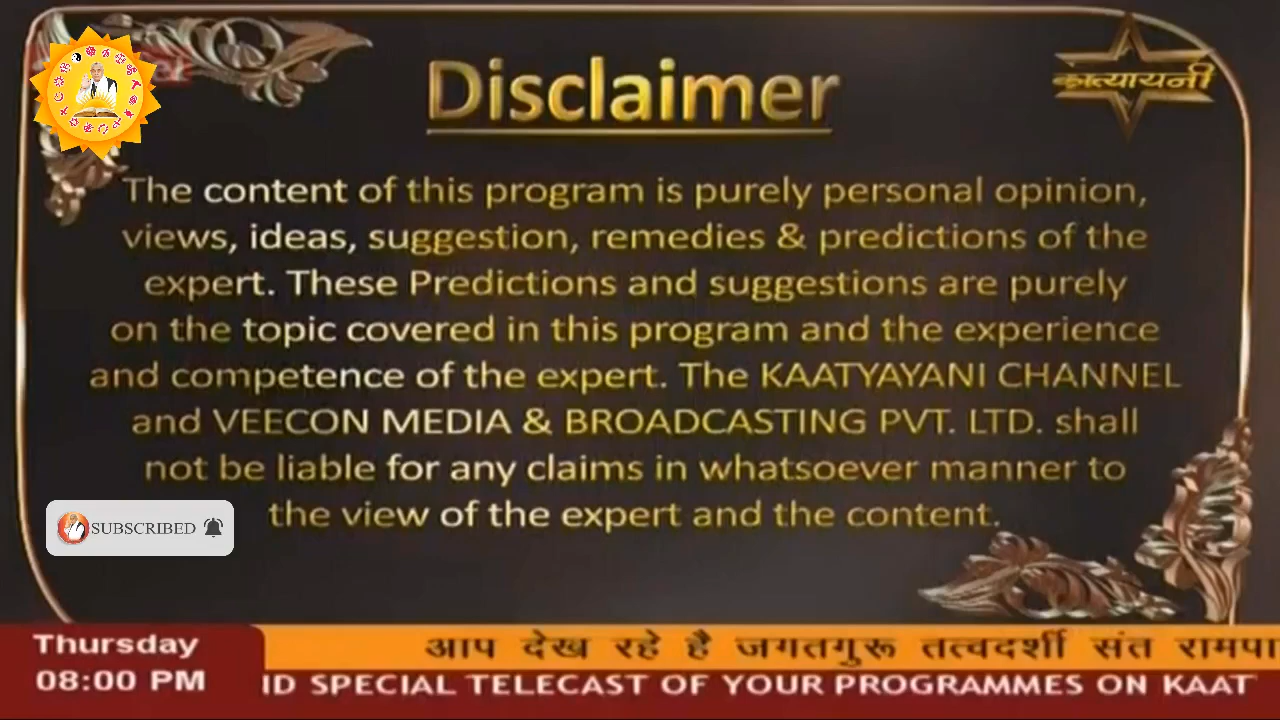 Disclaimer
कात्यायनी
The content of this program is purely personal opinion,
views, ideas, suggestion, remedies & predictions of the
expert. These Predictions and suggestions are purely
on the topic covered in this program and the experience
and competence of the expert. The KAATYAYANI CHANNEL
and VEECON MEDIA & BROADCASTING PVT. LTD. shall
not be liable for any claims in whatsoever manner to
the view of the expert and the content.
SUBSCRIBED
Thursday
08:00 PM
आप देख रहे है जगतगुरू तत्वदर्शी संत रामपा
ID SPECIAL TELECAST OF YOUR PROGRAMMES ON KAAT